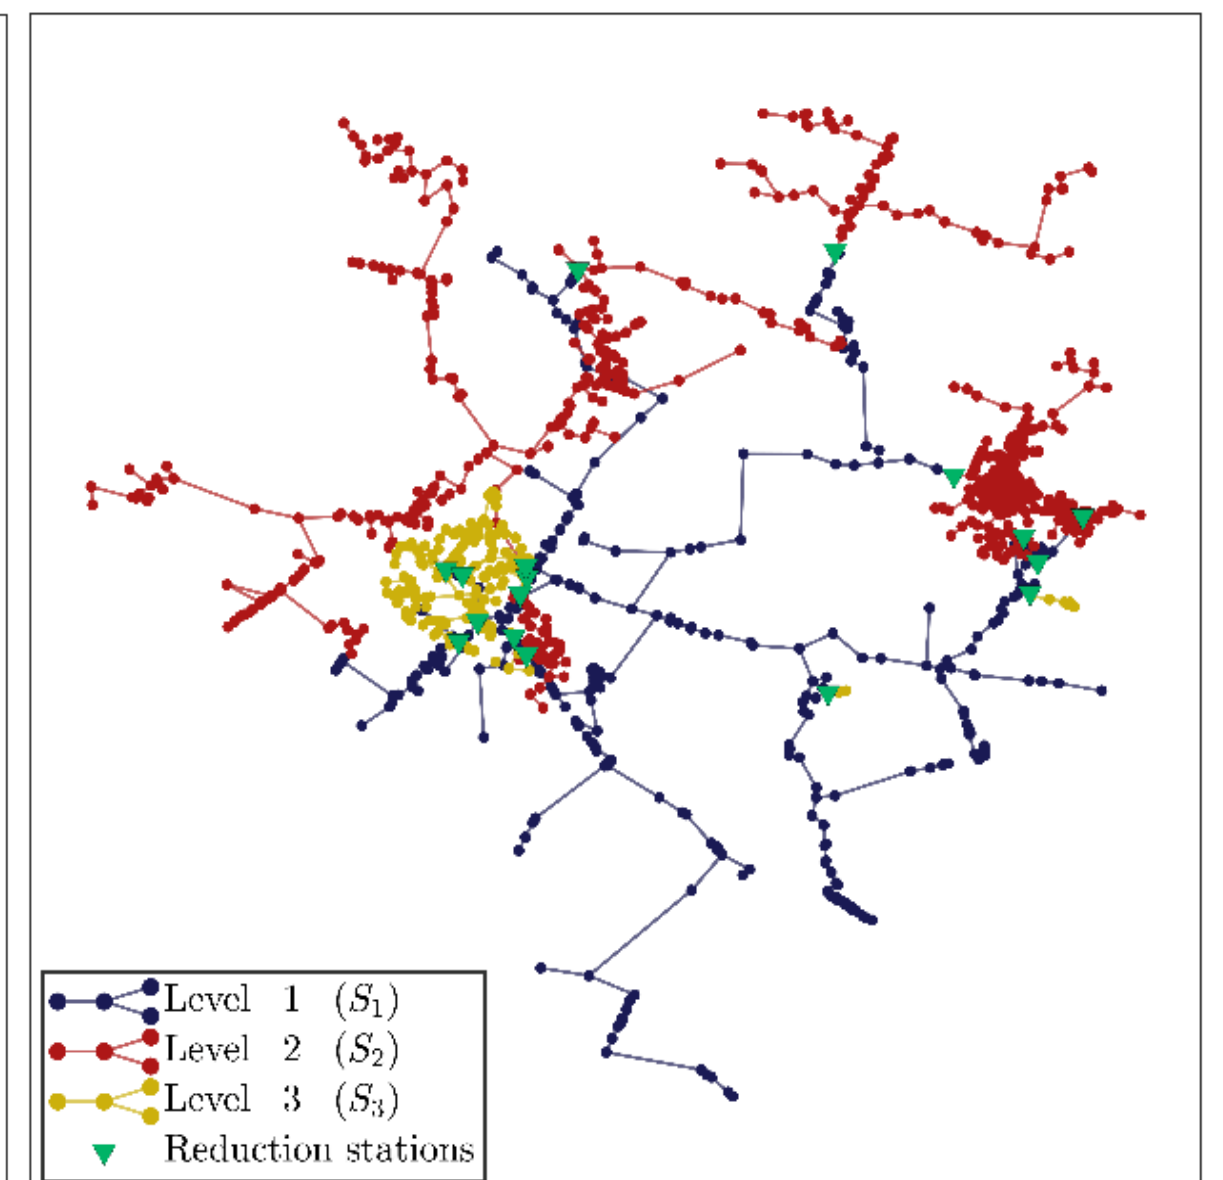 Level 1 (S₁)
Level 2 (S₂)
Level 3 (S₃)
Reduction stations